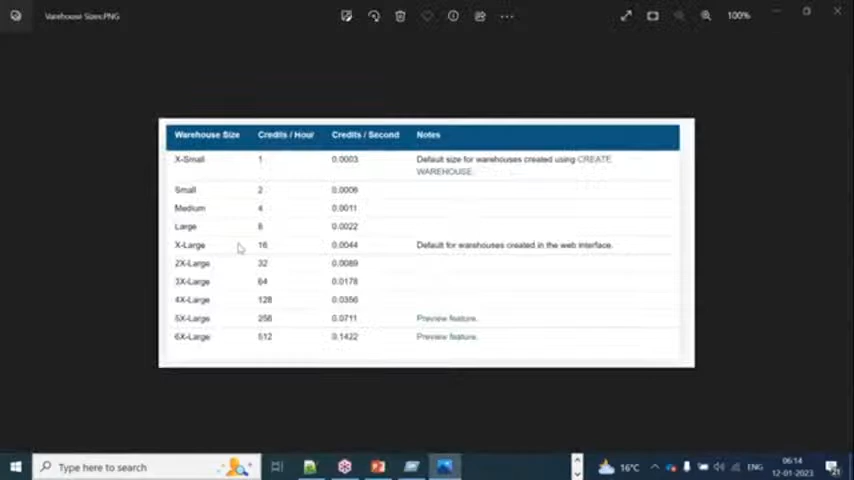 Warehouse Sizes.PNG
100%
Warehouse Size Credits / Hour Credits / Second Notes
X-Small 1 0.0003 Default size for warehouses created using CREATE
WAREHOUSE.
Small 2 0.0006
Medium 4 0.0011
Large 8 0.0022
X-Large 16 0.0044 Default for warehouses created in the web interface.
2X-Large 32 0.0089
3X-Large 64 0.0178
4X-Large 128 0.0356
5X-Large 256 0.0711 Preview feature.
6X-Large 512 0.1422 Preview feature.
Type here to search
16°C
ENG
06:14
12-01-2023
21